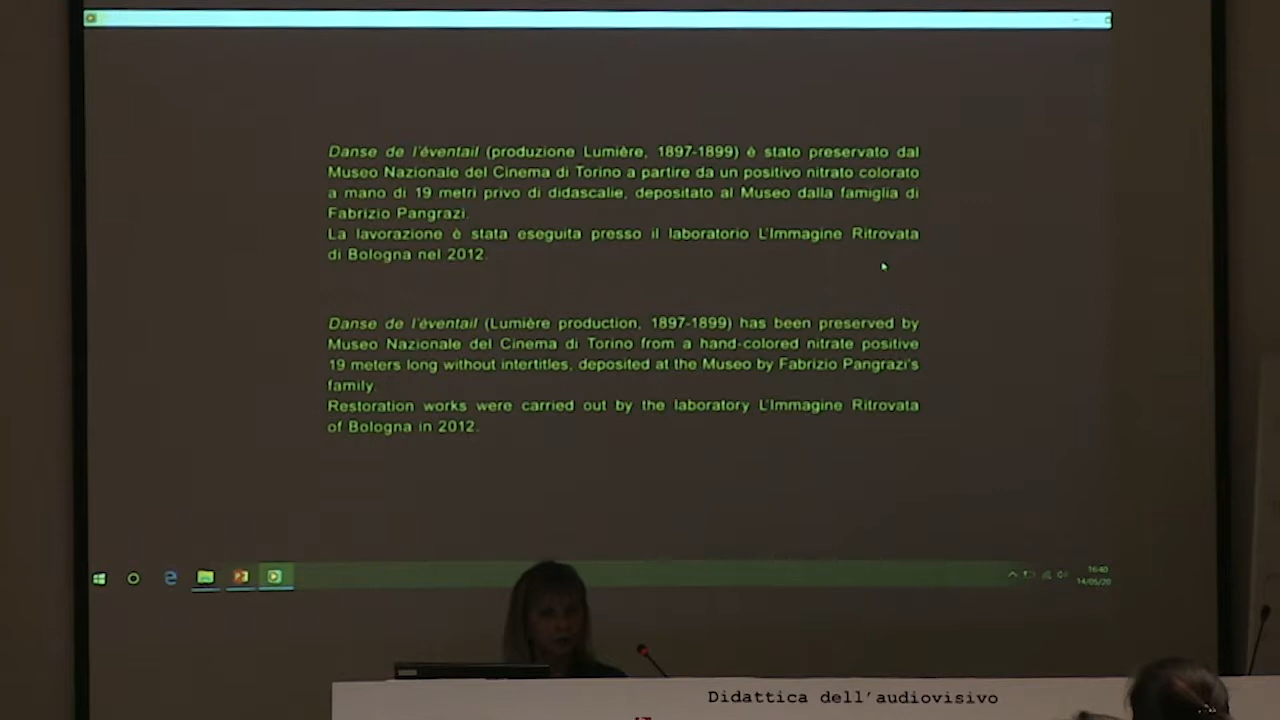 Danse de l'éventail (produzione Lumière, 1897-1899) è stato preservato dal
Museo Nazionale del Cinema di Torino a partire da un positivo nitrato colorato
a mano di 19 metri privo di didascalie, depositato al Museo dalla famiglia di
Fabrizio Pangrazi.
La lavorazione è stata eseguita presso il laboratorio L'Immagine Ritrovata
di Bologna nel 2012.
Danse de l'éventail (Lumière production, 1897-1899) has been preserved by
Museo Nazionale del Cinema di Torino from a hand-colored nitrate positive
19 meters long without intertitles, deposited at the Museo by Fabrizio Pangrazi's
family.
Restoration works were carried out by the laboratory L'Immagine Ritrovata
of Bologna in 2012.
16:40
14/05/20
Didattica dell'audiovisivo